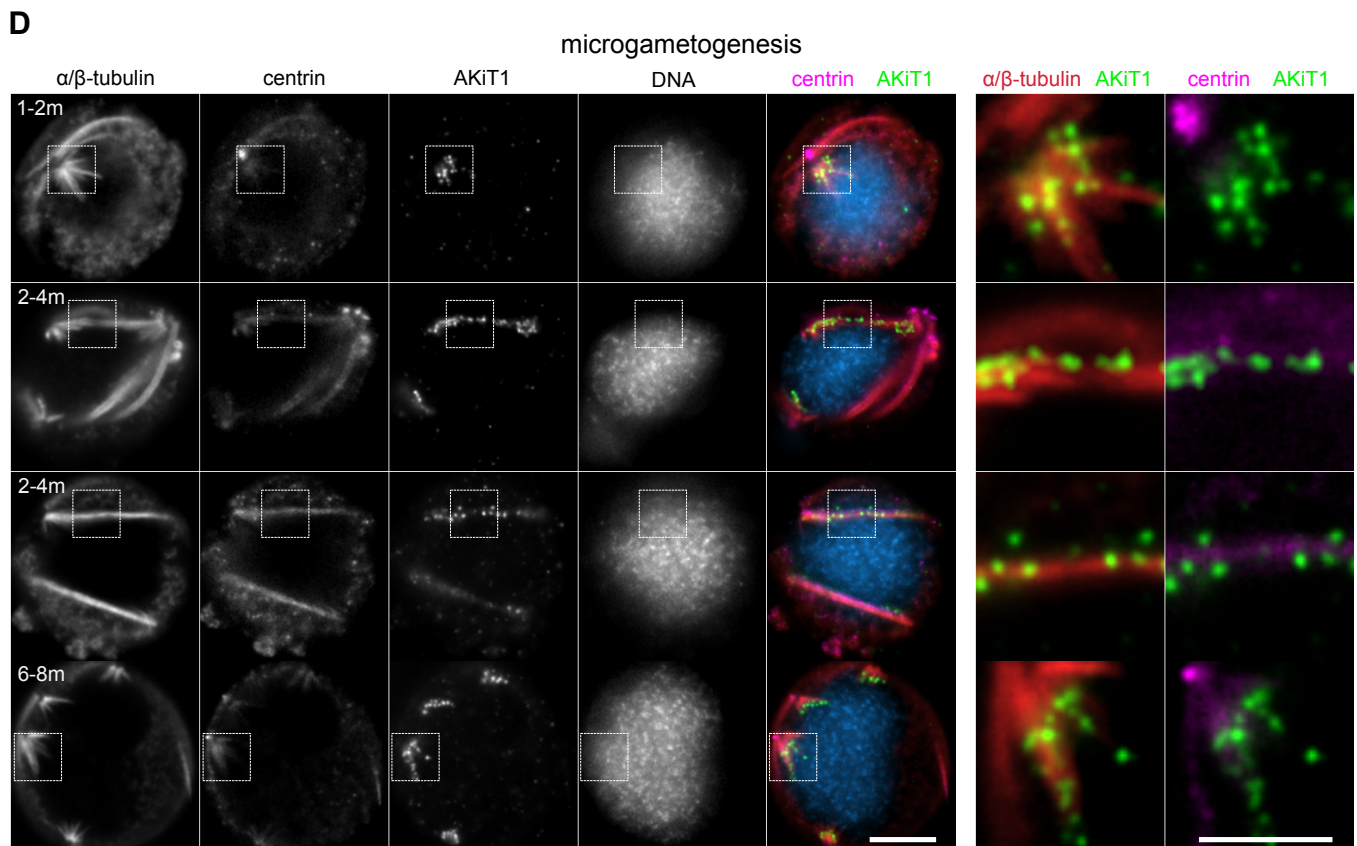 D
microgametogenesis
α/β-tubulin centrin AKiT1 DNA centrin AKiT1 α/β-tubulin AKiT1 centrin AKiT1
1-2m
2-4m
2-4m
6-8m